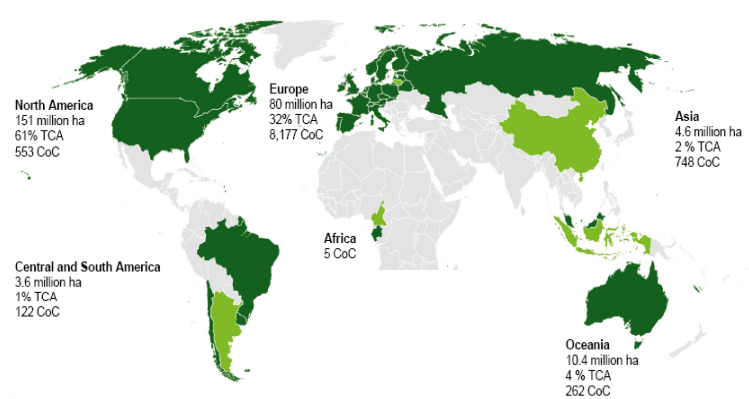 North America
151 million ha
61% TCA
553 CoC
Europe
80 million ha
32% TCA
8,177 CoC
Asia
4.6 million ha
2 % TCA
748 CoC
Africa
5 CoC
Central and South America
3.6 million ha
1% TCA
122 CoC
Oceania
10.4 million ha
4 % TCA
262 CoC